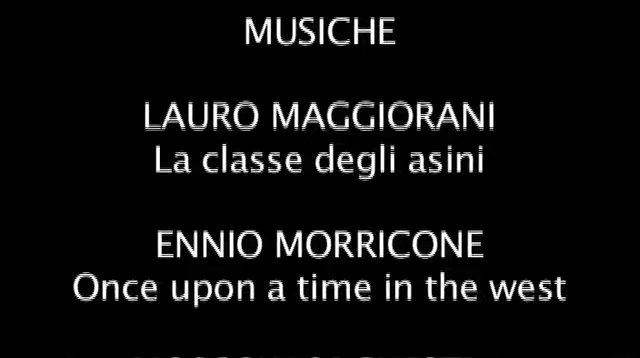 MUSICHE
LAURO MAGGIORANI
La classe degli asini
ENNIO MORRICONE
Once upon a time in the west